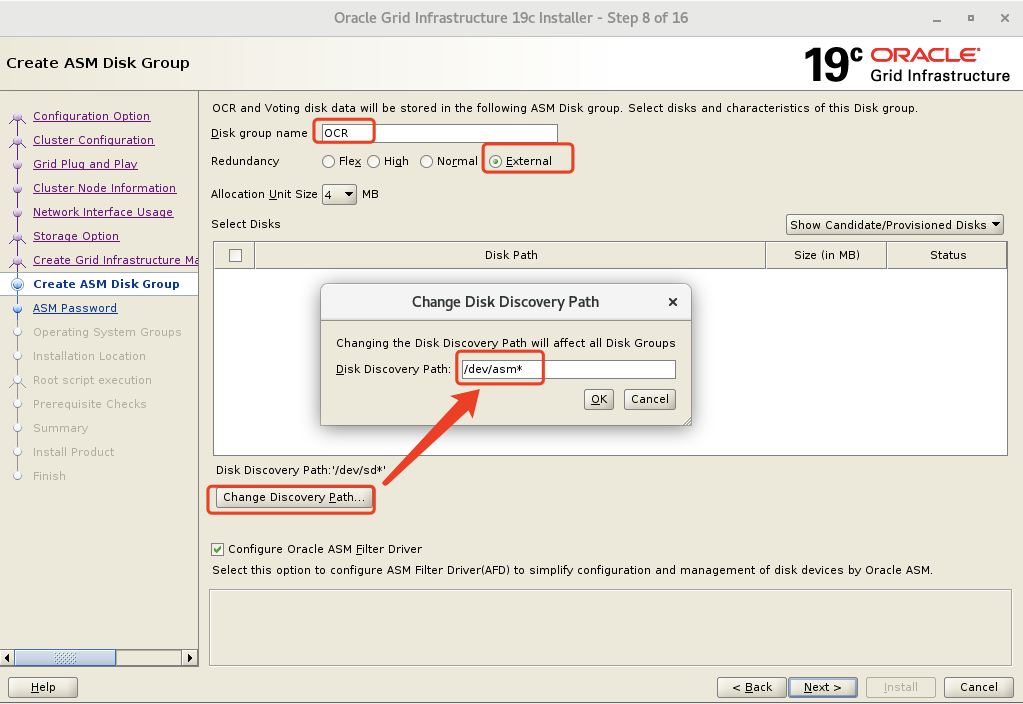 Oracle Grid Infrastructure 19c Installer - Step 8 of 16
Create ASM Disk Group
19c ORACLE
Grid Infrastructure
Configuration Option
Cluster Configuration
Grid Plug and Play
Cluster Node Information
Network Interface Usage
Storage Option
Create Grid Infrastructure Ma
Create ASM Disk Group
ASM Password
Operating System Groups
Installation Location
Root script execution
Prerequisite Checks
Summary
Install Product
Finish
OCR and Voting disk data will be stored in the following ASM Disk group. Select disks and characteristics of this Disk group.
Disk group name OCR
Redundancy Flex High Normal External
Allocation Unit Size 4 MB
Select Disks Show Candidate/Provisioned Disks
Disk Path Size (in MB) Status
Change Disk Discovery Path
Changing the Disk Discovery Path will affect all Disk Groups
Disk Discovery Path: /dev/asm*
OK Cancel
Disk Discovery Path:'/dev/sd*'
Change Discovery Path...
Configure Oracle ASM Filter Driver
Select this option to configure ASM Filter Driver(AFD) to simplify configuration and management of disk devices by Oracle ASM.
Help < Back Next > Install Cancel